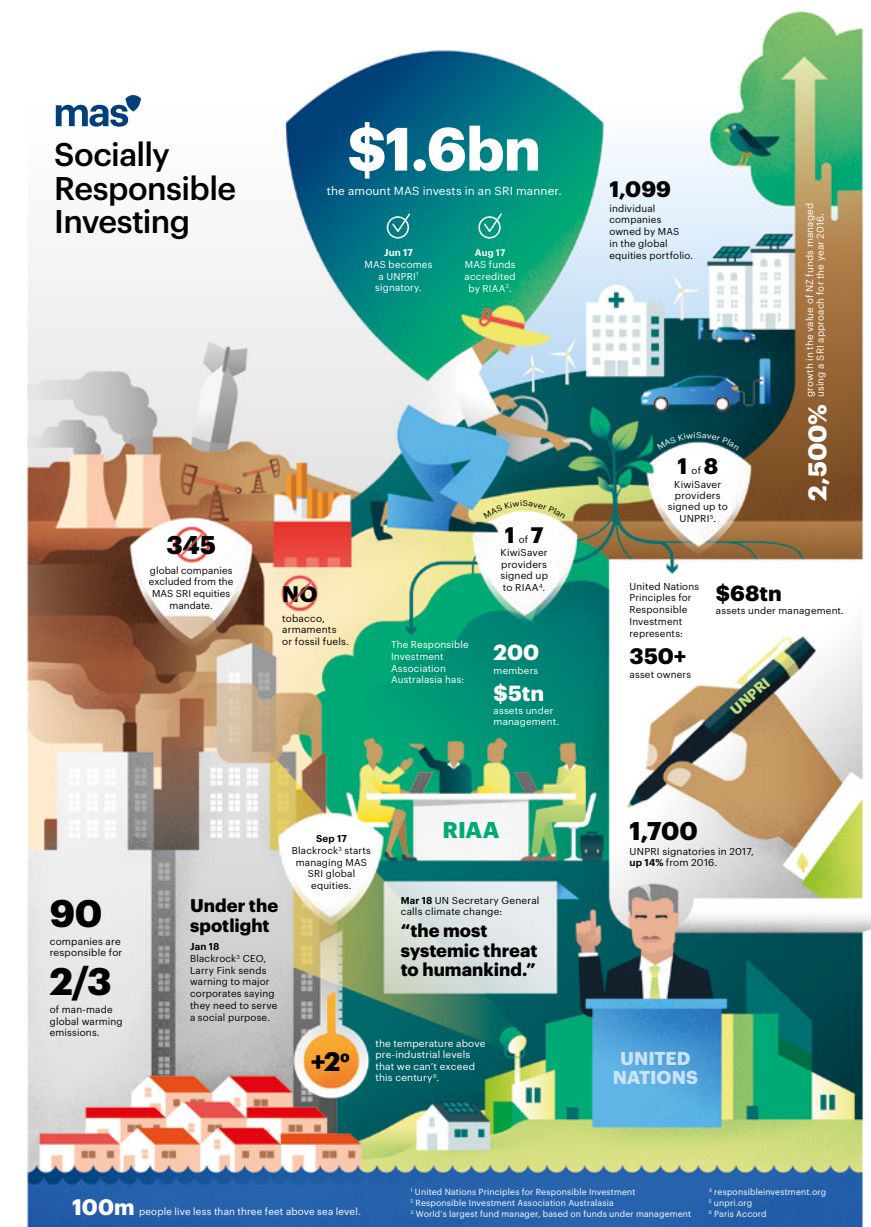 mas
Socially
Responsible
Investing
$1.6bn
the amount MAS invests in an SRI manner.
Jun 17
MAS becomes
a UNPRI¹
signatory.
Aug 17
MAS funds
accredited
by RIAA².
1,099
individual
companies
owned by MAS
in the global
equities portfolio.
2,500%
growth in the value of NZ funds managed
using a SRI approach for the year 2016.
MAS KiwiSaver Plan
1 of 8
KiwiSaver
providers
signed up to
UNPRI⁵.
MAS KiwiSaver Plan
1 of 7
KiwiSaver
providers
signed up
to RIAA⁴.
345
global companies
excluded from the
MAS SRI equities
mandate.
NO
tobacco,
armaments
or fossil fuels.
The Responsible
Investment
Association
Australasia has:
200
members
$5tn
assets under
management.
United Nations
Principles for
Responsible
Investment
represents:
350+
asset owners
$68tn
assets under management.
UNPRI
1,700
UNPRI signatories in 2017,
up 14% from 2016.
RIAA
Sep 17
Blackrock³ starts
managing MAS
SRI global
equities.
90
companies are
responsible for
2/3
of man-made
global warming
emissions.
Under the
spotlight
Jan 18
Blackrock³ CEO,
Larry Fink sends
warning to major
corporates saying
they need to serve
a social purpose.
Mar 18 UN Secretary General
calls climate change:
“the most
systemic threat
to humankind.”
+2º
the temperature above
pre-industrial levels
that we can’t exceed
this century⁶.
UNITED
NATIONS
100m people live less than three feet above sea level.
¹ United Nations Principles for Responsible Investment
² Responsible Investment Association Australasia
³ World’s largest fund manager, based on funds under management
⁴ responsibleinvestment.org
⁵ unpri.org
⁶ Paris Accord